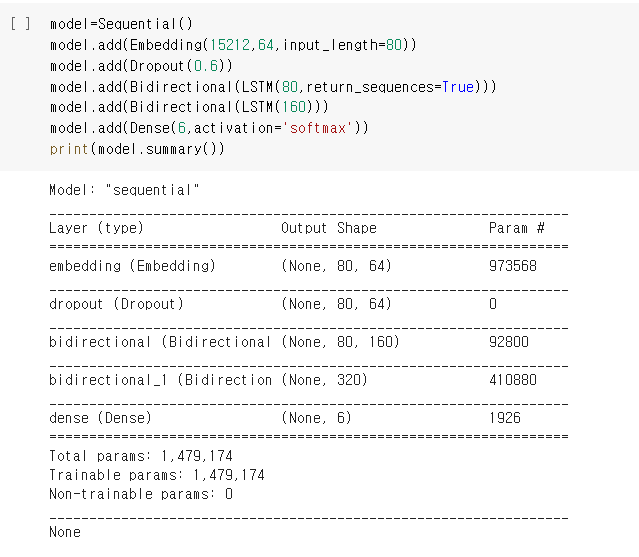 [ ] model=Sequential()
model.add(Embedding(15212,64,input_length=80))
model.add(Dropout(0.6))
model.add(Bidirectional(LSTM(80,return_sequences=True)))
model.add(Bidirectional(LSTM(160)))
model.add(Dense(6,activation='softmax'))
print(model.summary())
Model: "sequential"
_________________________________________________________________
Layer (type) Output Shape Param #
=================================================================
embedding (Embedding) (None, 80, 64) 973568
_________________________________________________________________
dropout (Dropout) (None, 80, 64) 0
_________________________________________________________________
bidirectional (Bidirectional (None, 80, 160) 92800
_________________________________________________________________
bidirectional_1 (Bidirection (None, 320) 410880
_________________________________________________________________
dense (Dense) (None, 6) 1926
=================================================================
Total params: 1,479,174
Trainable params: 1,479,174
Non-trainable params: 0
_________________________________________________________________
None